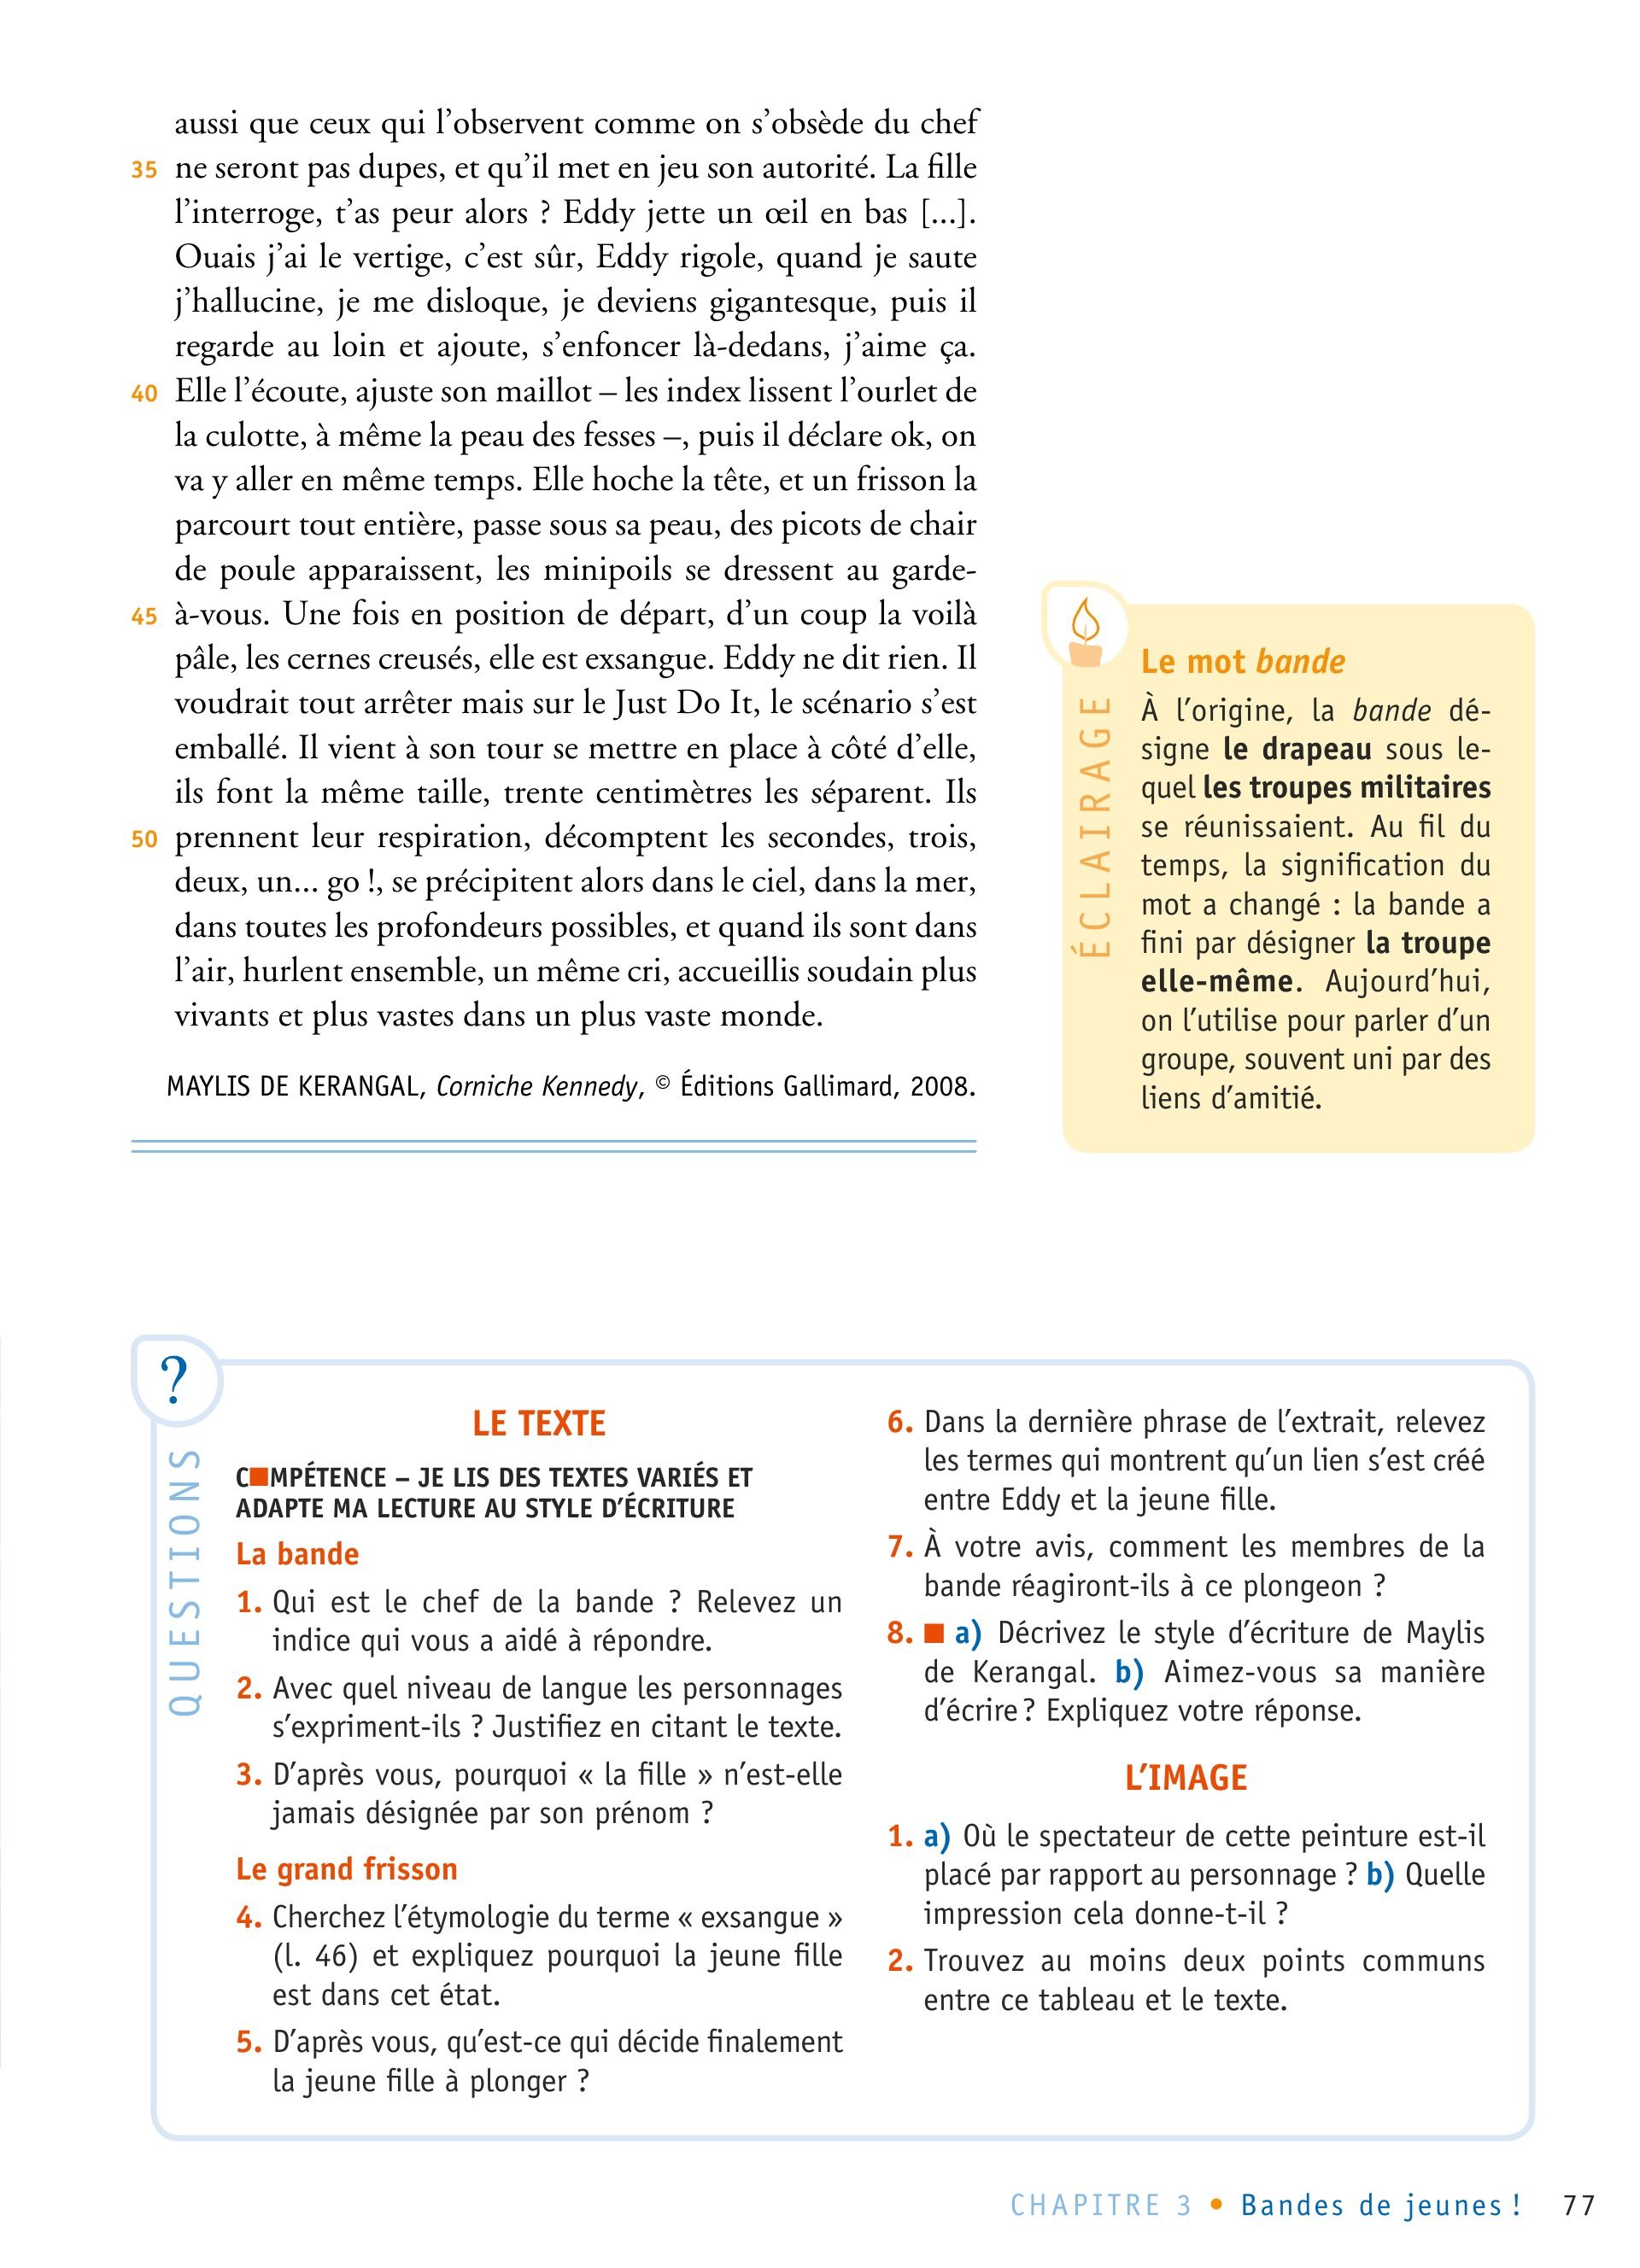 aussi que ceux qui l'observent comme on s'obsède du chef
35 ne seront pas dupes, et qu'il met en jeu son autorité. La fille
l'interroge, t'as peur alors ? Eddy jette un œil en bas [...].
Ouais j'ai le vertige, c'est sûr, Eddy rigole, quand je saute
j'hallucine, je me disloque, je deviens gigantesque, puis il
regarde au loin et ajoute, s'enfoncer là-dedans, j'aime ça.
40 Elle l'écoute, ajuste son maillot – les index lissent l'ourlet de
la culotte, à même la peau des fesses –, puis il déclare ok, on
va y aller en même temps. Elle hoche la tête, et un frisson la
parcourt tout entière, passe sous sa peau, des picots de chair
de poule apparaissent, les minipoils se dressent au garde-
45 à-vous. Une fois en position de départ, d'un coup la voilà
pâle, les cernes creusés, elle est exsangue. Eddy ne dit rien. Il
voudrait tout arrêter mais sur le Just Do It, le scénario s'est
emballé. Il vient à son tour se mettre en place à côté d'elle,
ils font la même taille, trente centimètres les séparent. Ils
50 prennent leur respiration, décomptent les secondes, trois,
deux, un... go !, se précipitent alors dans le ciel, dans la mer,
dans toutes les profondeurs possibles, et quand ils sont dans
l'air, hurlent ensemble, un même cri, accueillis soudain plus
vivants et plus vastes dans un plus vaste monde.
MAYLIS DE KERANGAL, Corniche Kennedy, © Éditions Gallimard, 2008.
ÉCLAIRAGE
Le mot bande
À l'origine, la bande dé-
signe le drapeau sous le-
quel les troupes militaires
se réunissaient. Au fil du
temps, la signification du
mot a changé : la bande a
fini par désigner la troupe
elle-même. Aujourd'hui,
on l'utilise pour parler d'un
groupe, souvent uni par des
liens d'amitié.
?
QUESTIONS
LE TEXTE
C■MPÉTENCE – JE LIS DES TEXTES VARIÉS ET
ADAPTE MA LECTURE AU STYLE D'ÉCRITURE
La bande
1. Qui est le chef de la bande ? Relevez un
indice qui vous a aidé à répondre.
2. Avec quel niveau de langue les personnages
s'expriment-ils ? Justifiez en citant le texte.
3. D'après vous, pourquoi « la fille » n'est-elle
jamais désignée par son prénom ?
Le grand frisson
4. Cherchez l'étymologie du terme « exsangue »
(l. 46) et expliquez pourquoi la jeune fille
est dans cet état.
5. D'après vous, qu'est-ce qui décide finalement
la jeune fille à plonger ?
6. Dans la dernière phrase de l'extrait, relevez
les termes qui montrent qu'un lien s'est créé
entre Eddy et la jeune fille.
7. À votre avis, comment les membres de la
bande réagiront-ils à ce plongeon ?
8. ■ a) Décrivez le style d'écriture de Maylis
de Kerangal. b) Aimez-vous sa manière
d'écrire ? Expliquez votre réponse.
L'IMAGE
1. a) Où le spectateur de cette peinture est-il
placé par rapport au personnage ? b) Quelle
impression cela donne-t-il ?
2. Trouvez au moins deux points communs
entre ce tableau et le texte.
CHAPITRE 3 • Bandes de jeunes ! 77